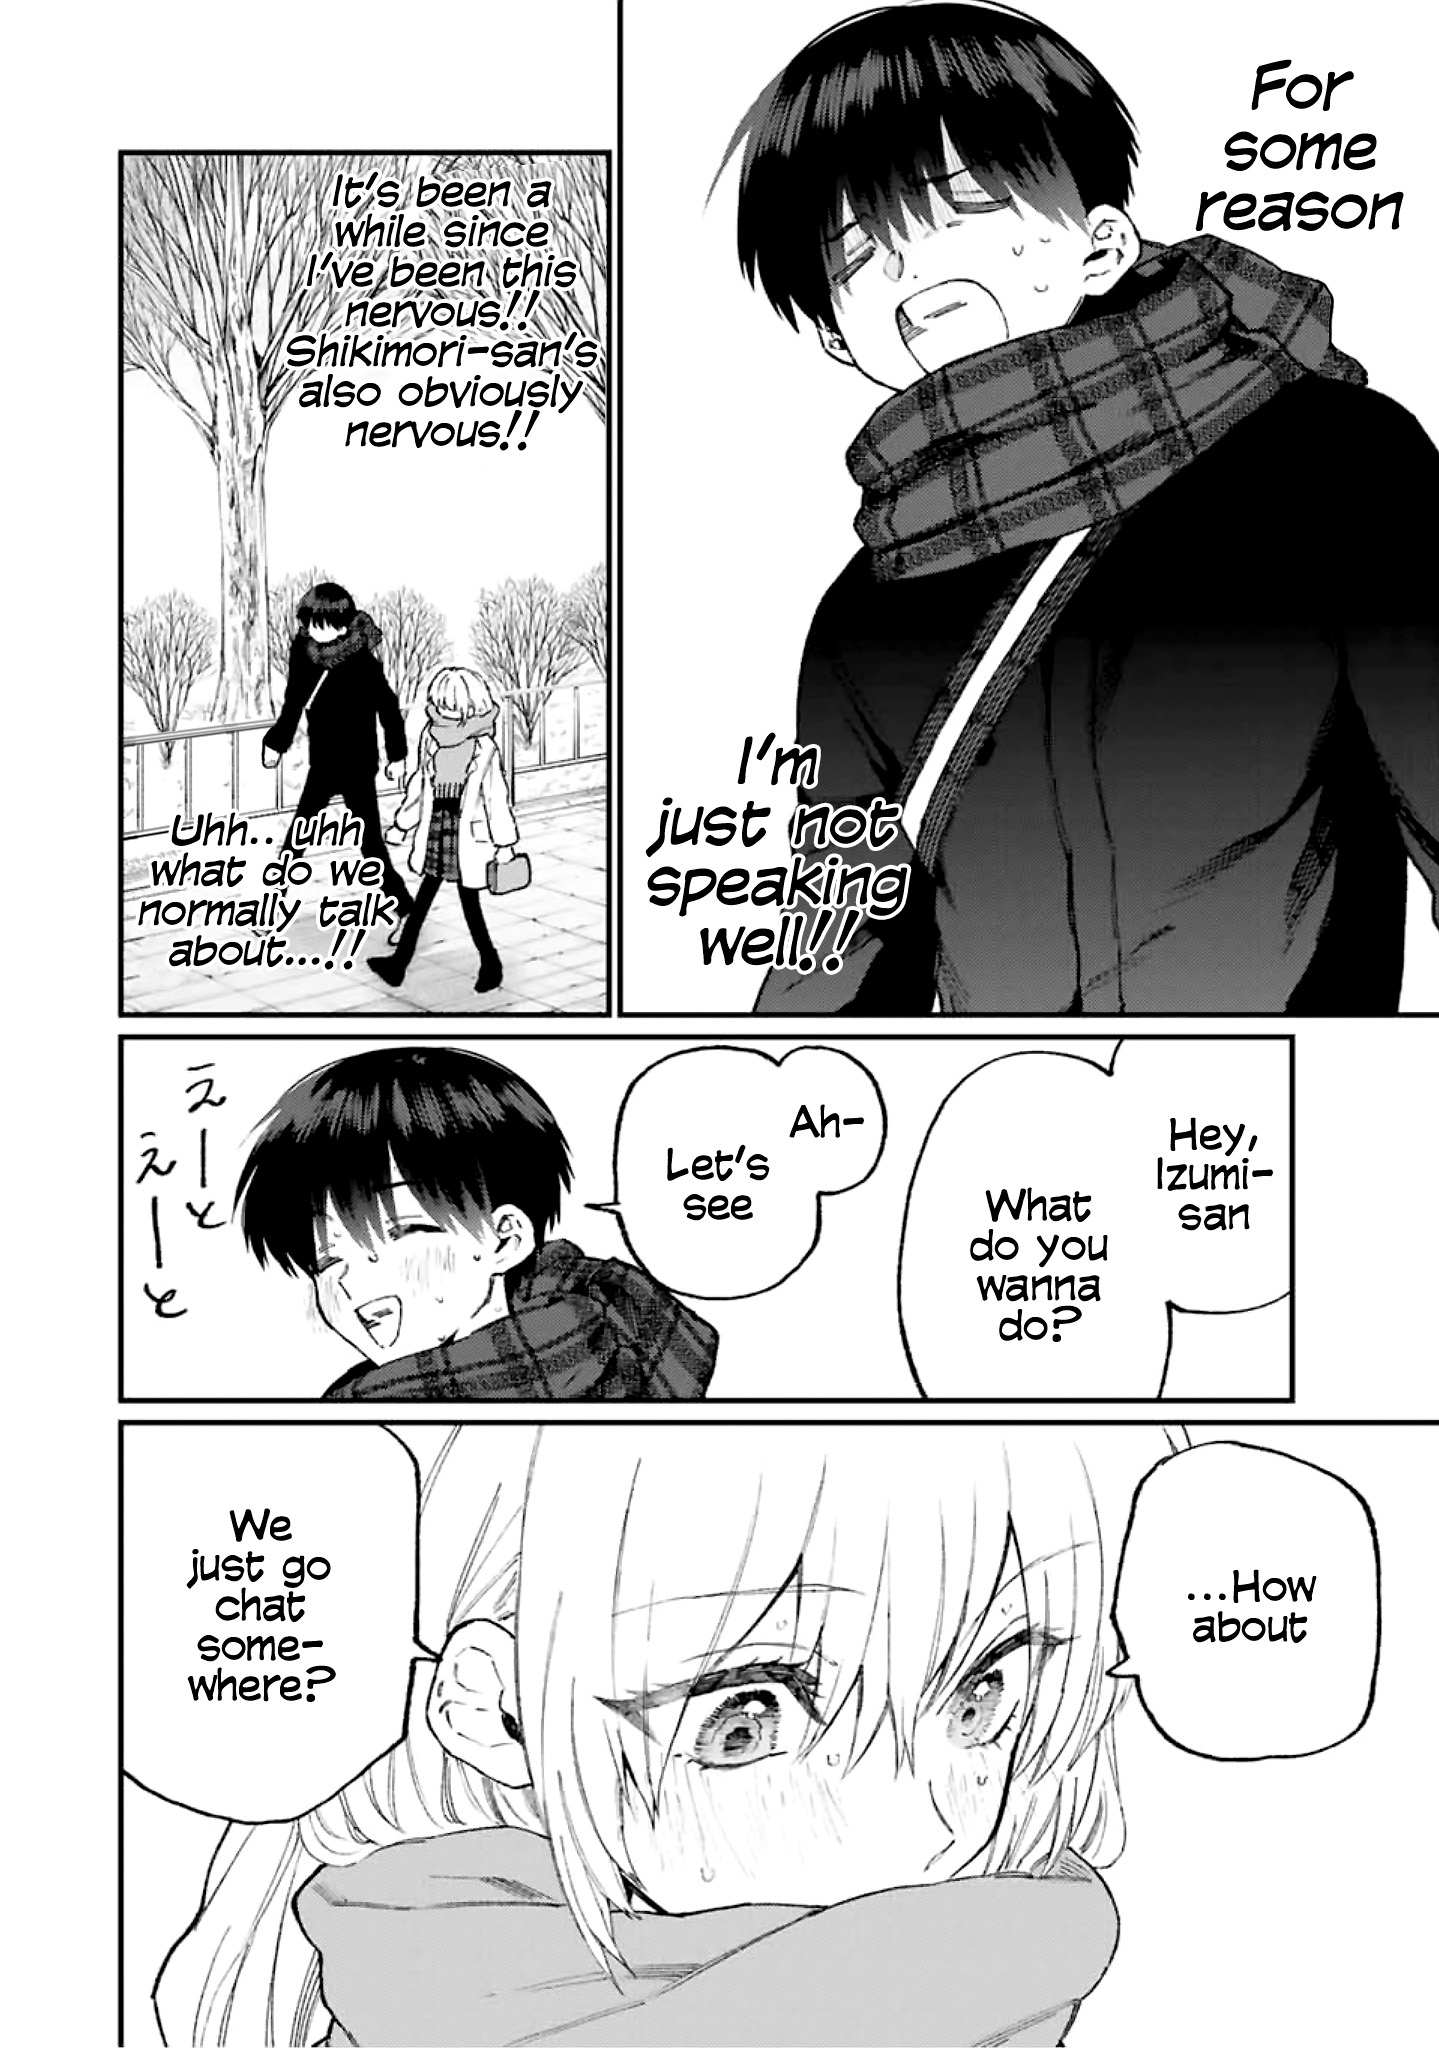 For
some
reason
I'm
just not
speaking
well!!
It's been a
while since
I've been this
nervous!!
Shikimori-san's
also obviously
nervous!!
Uhh.. uhh
what do we
normally talk
about...!!
Hey,
Izumi-
san
What
do you
wanna
do?
Ah-
Let's
see
えーと
えーと
...How
about
We
just go
chat
some-
where?